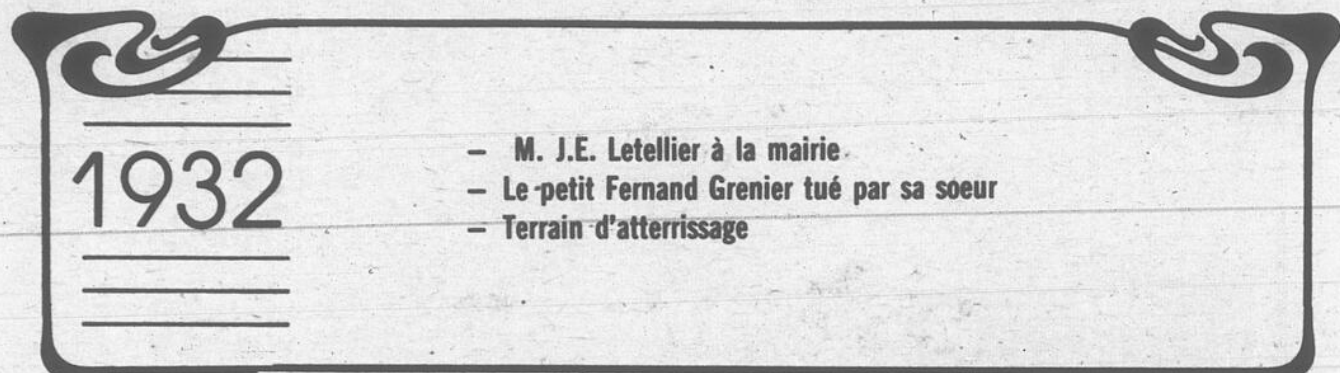 1932
– M. J.E. Letellier à la mairie
– Le petit Fernand Grenier tué par sa soeur
– Terrain d'atterrissage